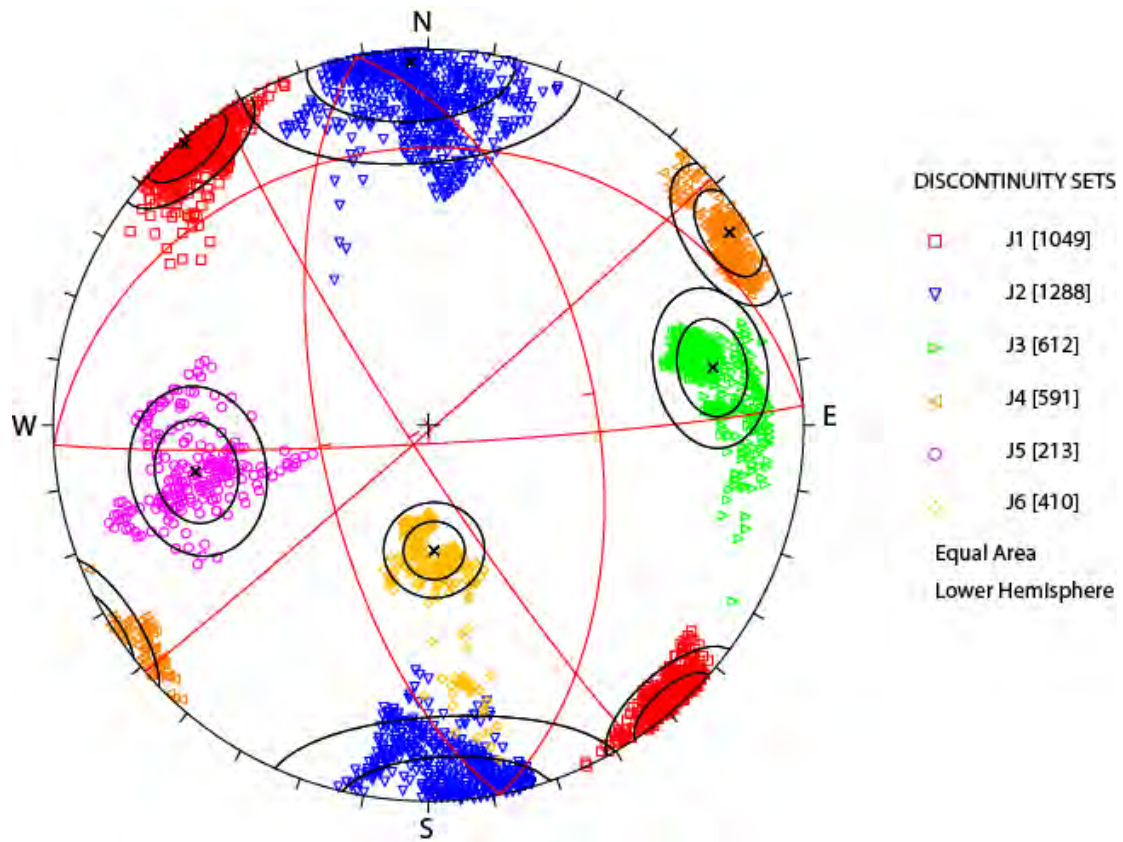 N
DISCONTINUITY SETS
J1 [1049]
J2 [1288]
J3 [612]
W
E
J4 [591]
J5 [213]
J6 [410]
Equal Area
Lower Hemisphere
S